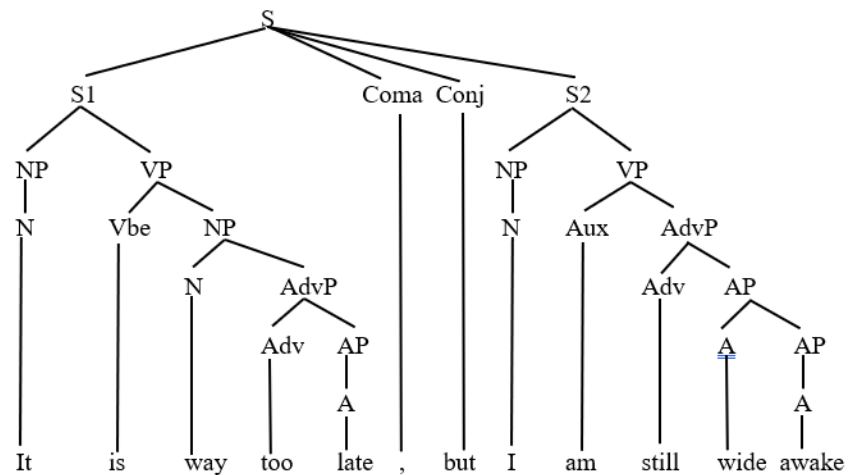 S
S1 Coma Conj S2
NP VP NP VP
N Vbe NP N Aux AdvP
N AdvP Adv AP
Adv AP A AP
A A
It is way too late , but I am still wide awake